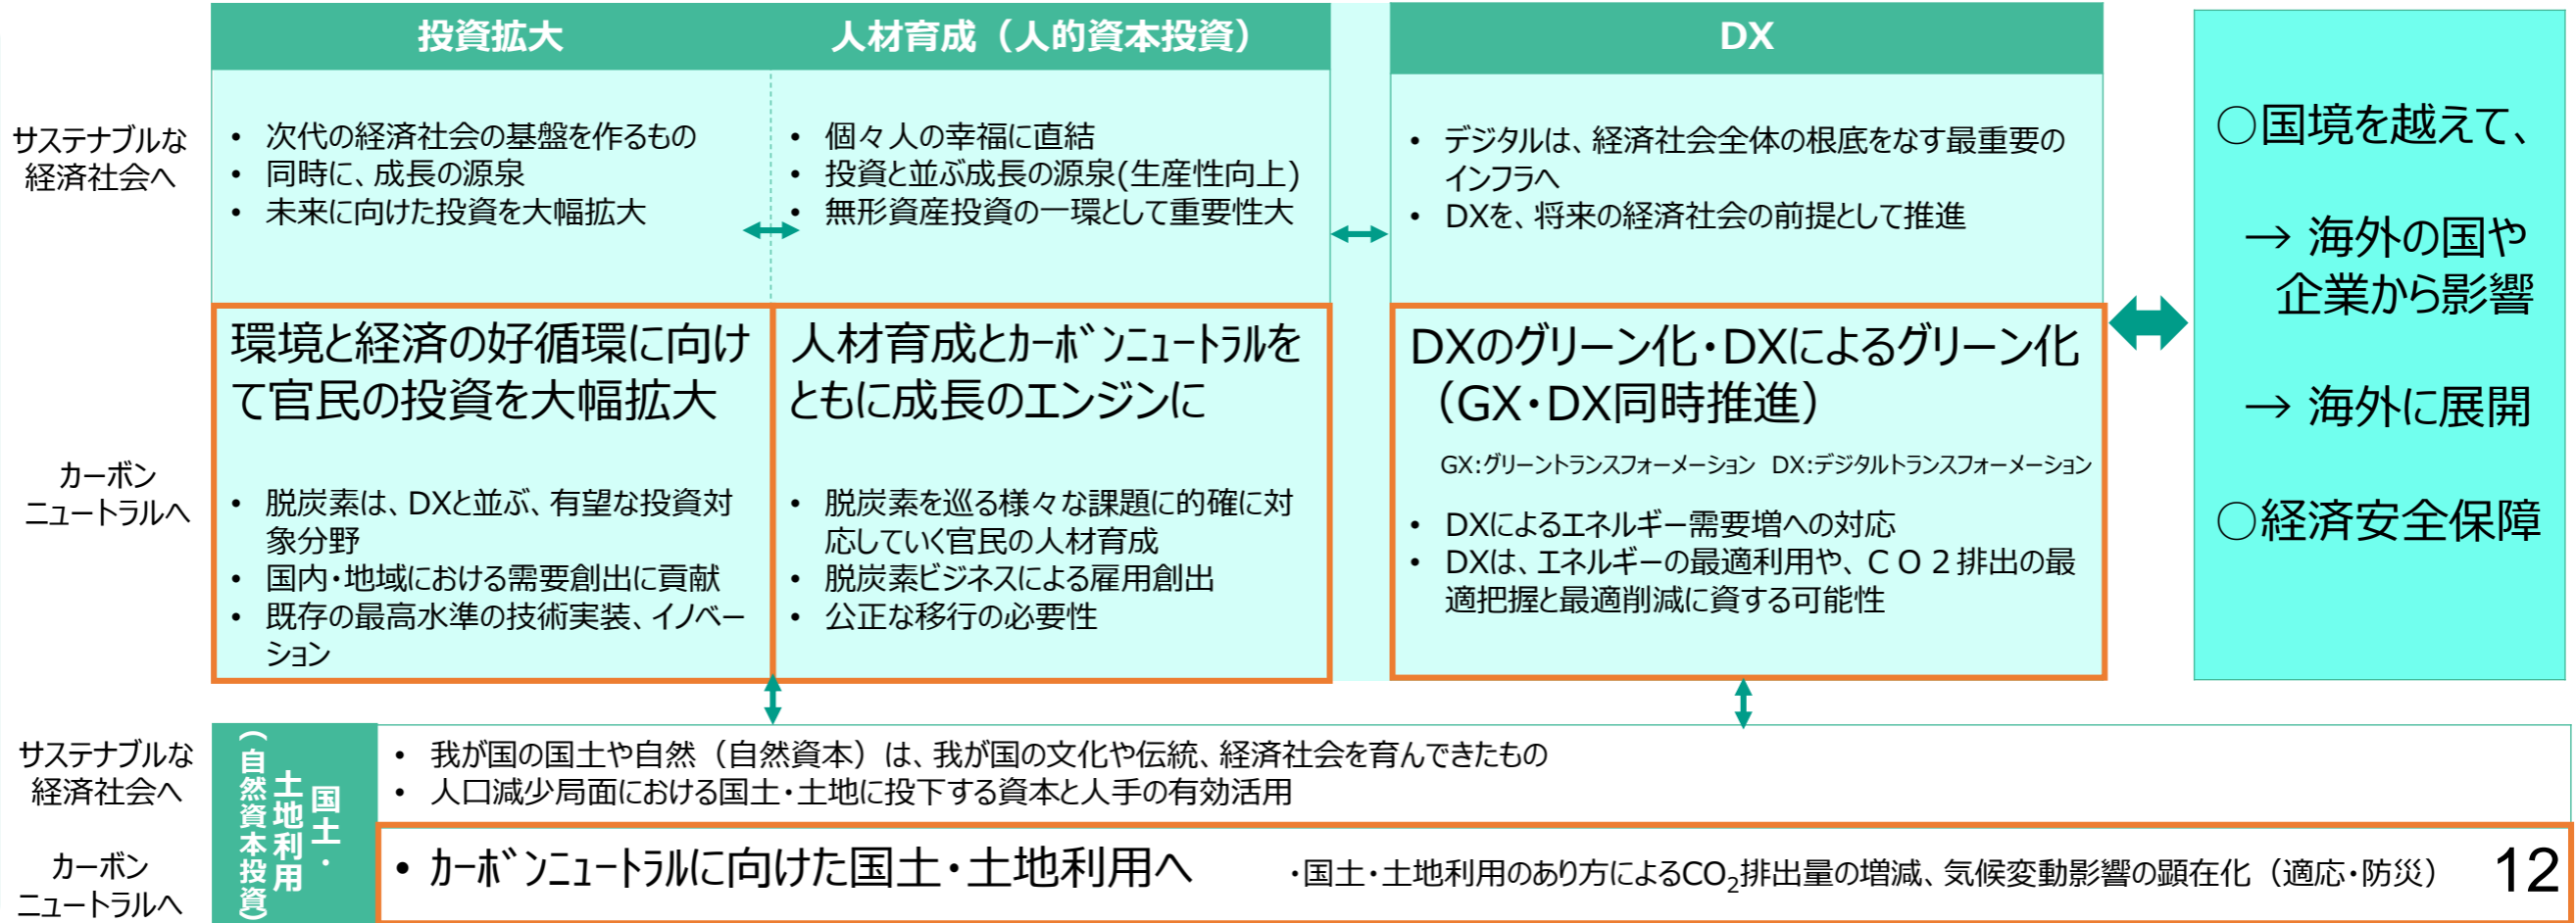 投資拡大
人材育成（人的資本投資）
DX
サステナブルな
経済社会へ
• 次代の経済社会の基盤を作るもの
• 同時に、成長の源泉
• 未来に向けた投資を大幅拡大
• 個々人の幸福に直結
• 投資と並ぶ成長の源泉(生産性向上)
• 無形資産投資の一環として重要性大
• デジタルは、経済社会全体の根底をなす最重要の
インフラへ
• DXを、将来の経済社会の前提として推進
カーボン
ニュートラルへ
環境と経済の好循環に向け
て官民の投資を大幅拡大
• 脱炭素は、DXと並ぶ、有望な投資対
象分野
• 国内・地域における需要創出に貢献
• 既存の最高水準の技術実装、イノベー
ション
人材育成とｶｰﾎﾞﾝﾆｭｰﾄﾗﾙを
ともに成長のエンジンに
• 脱炭素を巡る様々な課題に的確に対
応していく官民の人材育成
• 脱炭素ビジネスによる雇用創出
• 公正な移行の必要性
DXのグリーン化・DXによるグリーン化
（GX・DX同時推進）
GX:グリーントランスフォーメーション DX:デジタルトランスフォーメーション
• DXによるエネルギー需要増への対応
• DXは、エネルギーの最適利用や、ＣＯ２排出の最
適把握と最適削減に資する可能性
○国境を越えて、
→ 海外の国や
企業から影響
→ 海外に展開
○経済安全保障
サステナブルな
経済社会へ
カーボン
ニュートラルへ
国土・
土地利用
（自然資本投資）
• 我が国の国土や自然（自然資本）は、我が国の文化や伝統、経済社会を育んできたもの
• 人口減少局面における国土・土地に投下する資本と人手の有効活用
• ｶｰﾎﾞﾝﾆｭｰﾄﾗﾙに向けた国土・土地利用へ
・国土・土地利用のあり方によるCO₂排出量の増減、気候変動影響の顕在化（適応・防災）
12